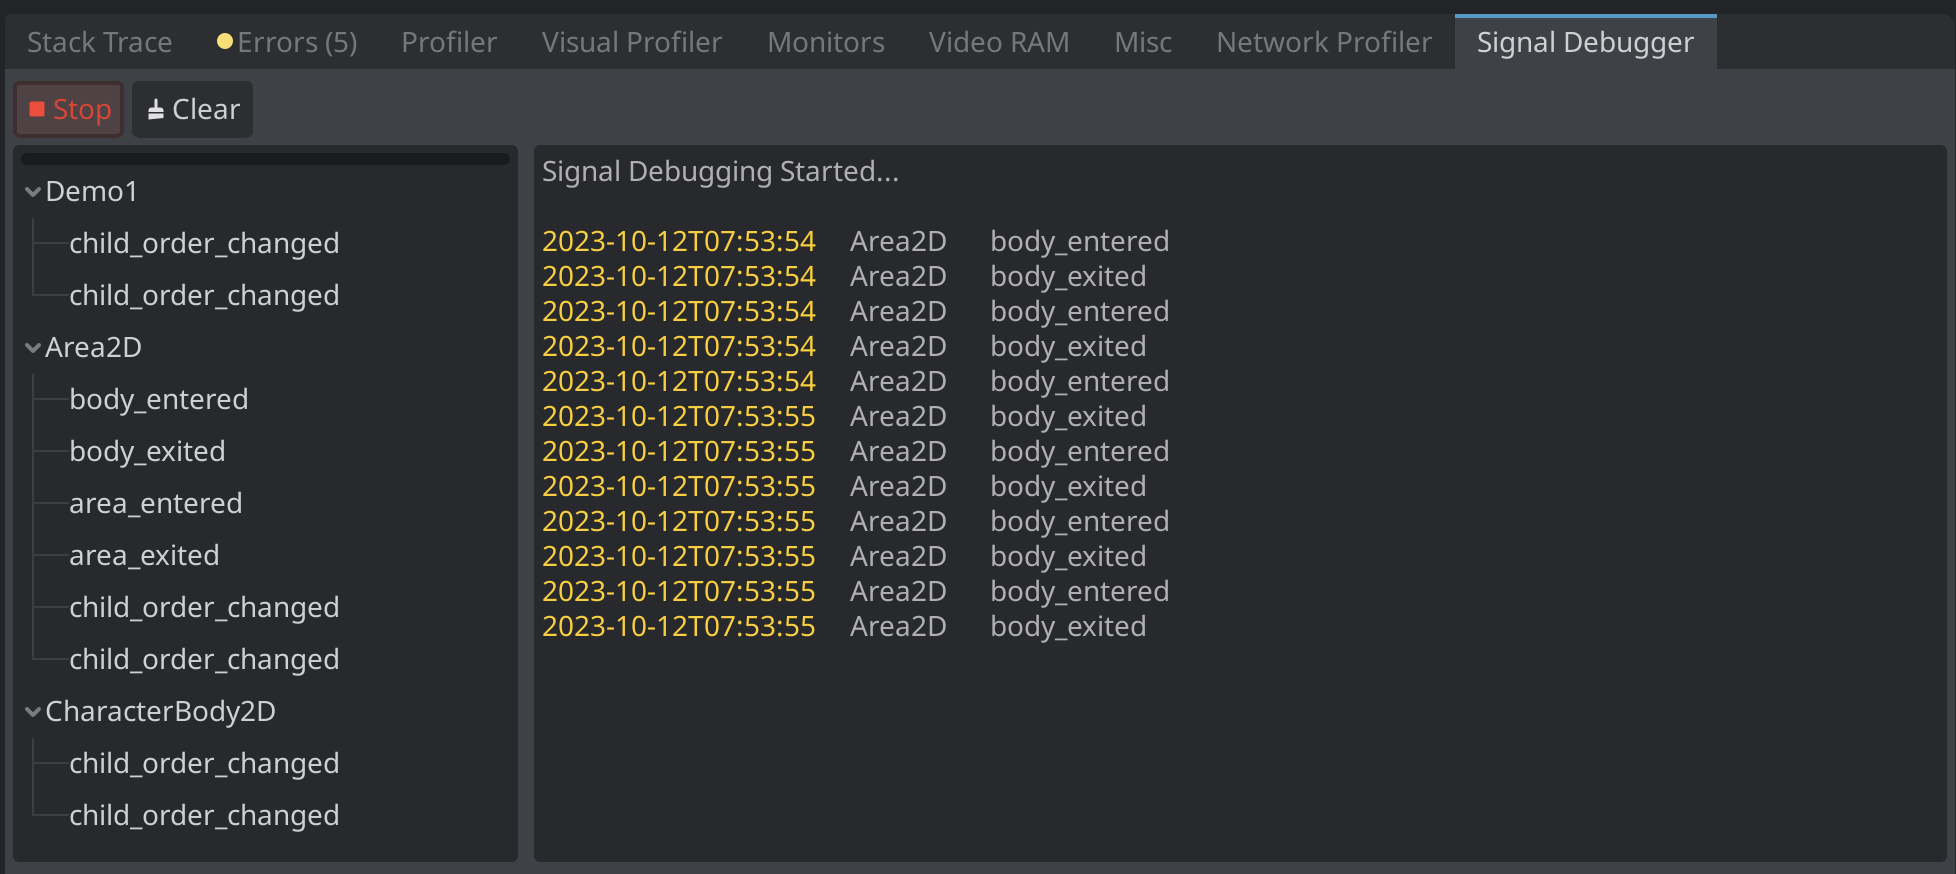 Stack Trace Errors (5) Profiler Visual Profiler Monitors Video RAM Misc Network Profiler Signal Debugger
Stop Clear
Demo1
child_order_changed
child_order_changed
Area2D
body_entered
body_exited
area_entered
area_exited
child_order_changed
child_order_changed
CharacterBody2D
child_order_changed
child_order_changed
Signal Debugging Started...
2023-10-12T07:53:54 Area2D body_entered
2023-10-12T07:53:54 Area2D body_exited
2023-10-12T07:53:54 Area2D body_entered
2023-10-12T07:53:54 Area2D body_exited
2023-10-12T07:53:54 Area2D body_entered
2023-10-12T07:53:55 Area2D body_exited
2023-10-12T07:53:55 Area2D body_entered
2023-10-12T07:53:55 Area2D body_exited
2023-10-12T07:53:55 Area2D body_entered
2023-10-12T07:53:55 Area2D body_exited
2023-10-12T07:53:55 Area2D body_entered
2023-10-12T07:53:55 Area2D body_exited